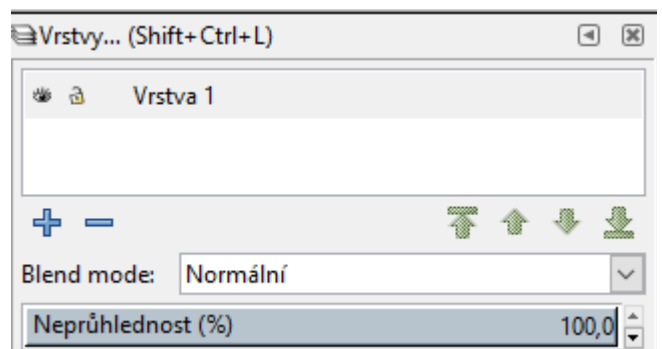 Vrstvy... (Shift+Ctrl+L)
Vrstva 1
Blend mode: Normální
Neprůhlednost (%) 100,0